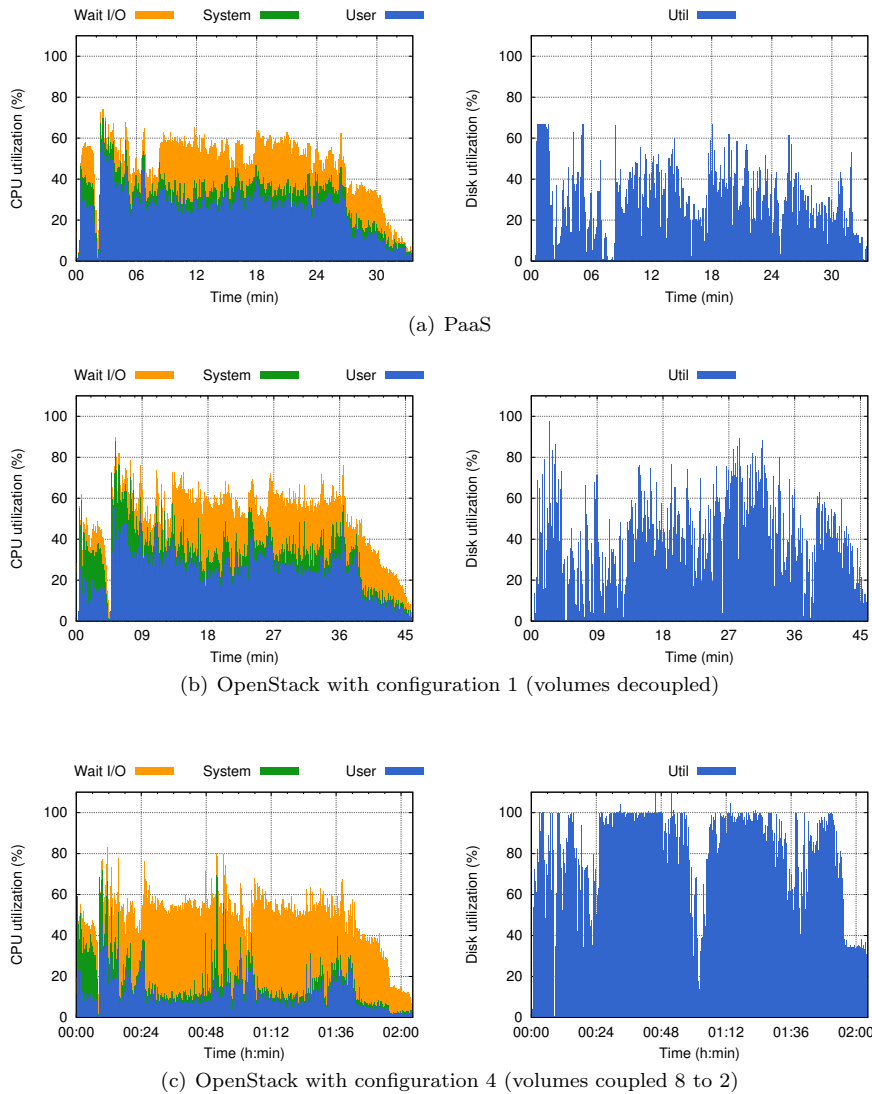 Wait I/O System User
CPU utilization (%)
100
80
60
40
20
0
00 06 12 18 24 30
Time (min)
Util
Disk utilization (%)
100
80
60
40
20
0
00 06 12 18 24 30
Time (min)
(a) PaaS
Wait I/O System User
CPU utilization (%)
100
80
60
40
20
0
00 09 18 27 36 45
Time (min)
Util
Disk utilization (%)
100
80
60
40
20
0
00 09 18 27 36 45
Time (min)
(b) OpenStack with configuration 1 (volumes decoupled)
Wait I/O System User
CPU utilization (%)
100
80
60
40
20
0
00:00 00:24 00:48 01:12 01:36 02:00
Time (h:min)
Util
Disk utilization (%)
100
80
60
40
20
0
00:00 00:24 00:48 01:12 01:36 02:00
Time (h:min)
(c) OpenStack with configuration 4 (volumes coupled 8 to 2)